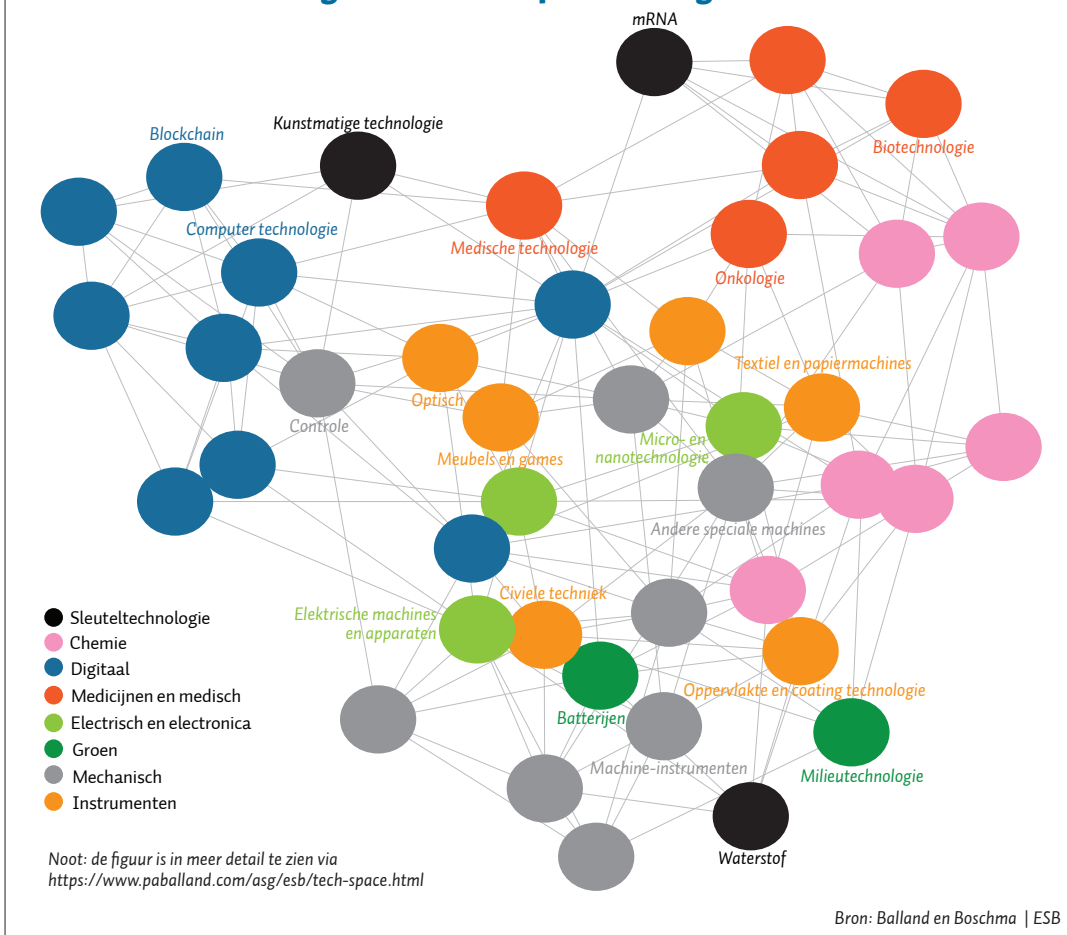 mRNA
Kunstmatige technologie
Blockchain
Biotechnologie
Computer technologie
Medische technologie
Onkologie
Textiel en papiermachines
Optisch
Controle
Micro- en
nanotechnologie
Meubels en games
Andere speciale machines
Civiele techniek
Elektrische machines
en apparaten
Oppervlakte en coating technologie
Batterijen
Machine-instrumenten
Milieutechnologie
Waterstof
Sleuteltechnologie
Chemie
Digitaal
Medicijnen en medisch
Electrisch en electronica
Groen
Mechanisch
Instrumenten
Noot: de figuur is in meer detail te zien via
https://www.paballand.com/asg/esb/tech-space.html
Bron: Balland en Boschma | ESB